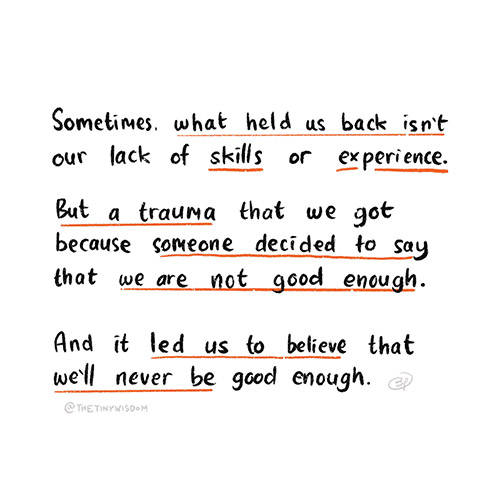 Sometimes, what held us back isn't
our lack of skills or experience.
But a trauma that we got
because someone decided to say
that we are not good enough.
And it led us to believe that
we'll never be good enough.
@THETINYWISDOM